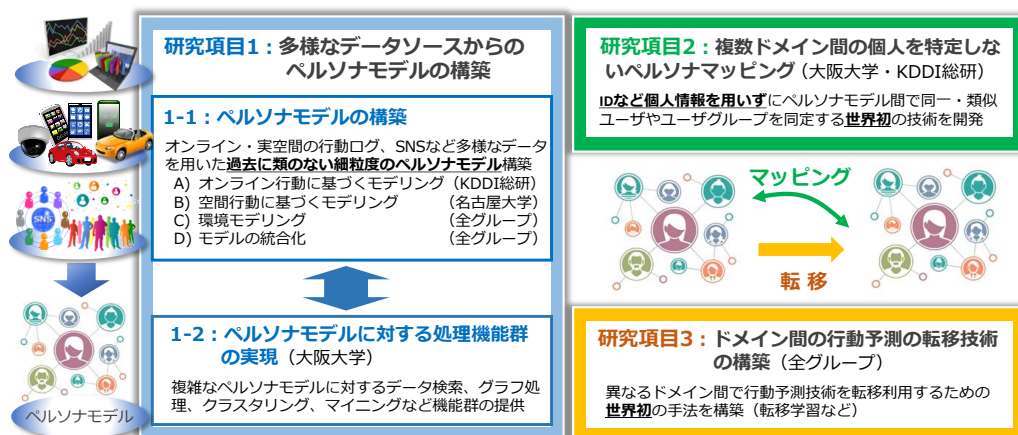 研究項目1：多様なデータソースからの
ペルソナモデルの構築
1-1：ペルソナモデルの構築
オンライン・実空間の行動ログ、SNSなど多様なデータ
を用いた過去に類のない細粒度のペルソナモデル構築
A) オンライン行動に基づくモデリング（KDDI総研）
B) 空間行動に基づくモデリング （名古屋大学）
C) 環境モデリング （全グループ）
D) モデルの統合化 （全グループ）
1-2：ペルソナモデルに対する処理機能群
の実現（大阪大学）
複雑なペルソナモデルに対するデータ検索、グラフ処
理、クラスタリング、マイニングなど機能群の提供
SNS
ペルソナモデル
研究項目2：複数ドメイン間の個人を特定しな
いペルソナマッピング（大阪大学・KDDI総研）
IDなど個人情報を用いずにペルソナモデル間で同一・類似
ユーザやユーザグループを同定する世界初の技術を開発
マッピング
転 移
研究項目3：ドメイン間の行動予測の転移技術
の構築（全グループ）
異なるドメイン間で行動予測技術を転移利用するための
世界初の手法を構築（転移学習など）